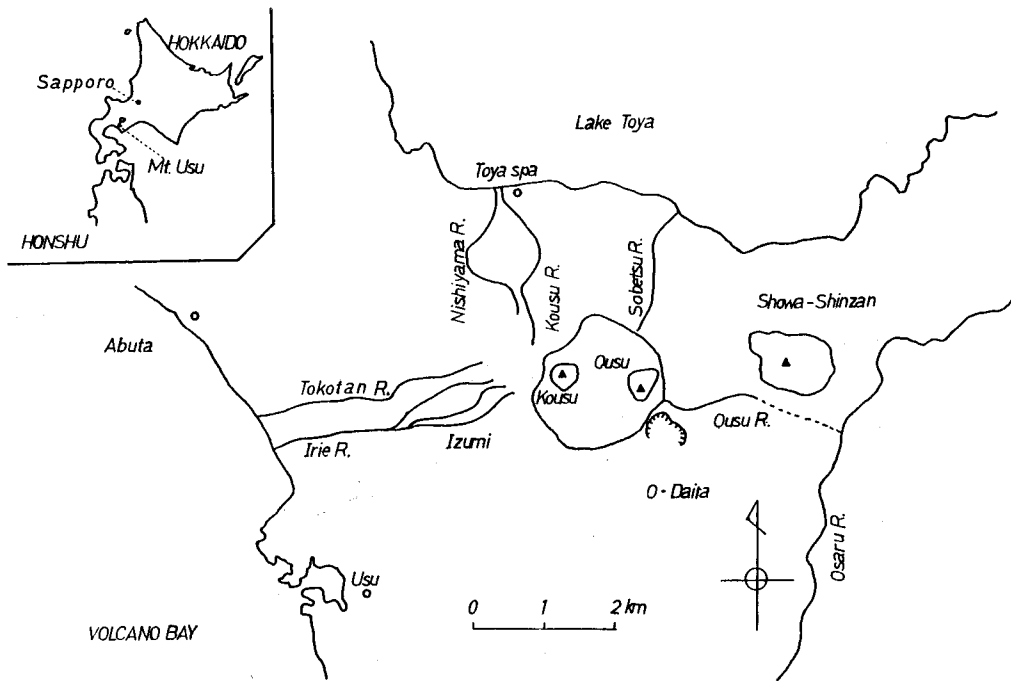 HOKKAIDO
Sapporo
Mt. Usu
HONSHU
Lake Toya
Toya spa
Nishiyama R.
Kousu R.
Sobetsu R.
Showa-Shinzan
Abuta
Ousu
Kousu
Tokotan R.
Ousu R.
Irie R.
Izumi
O-Daira
Osaru R.
Usu
0 1 2 km
VOLCANO BAY